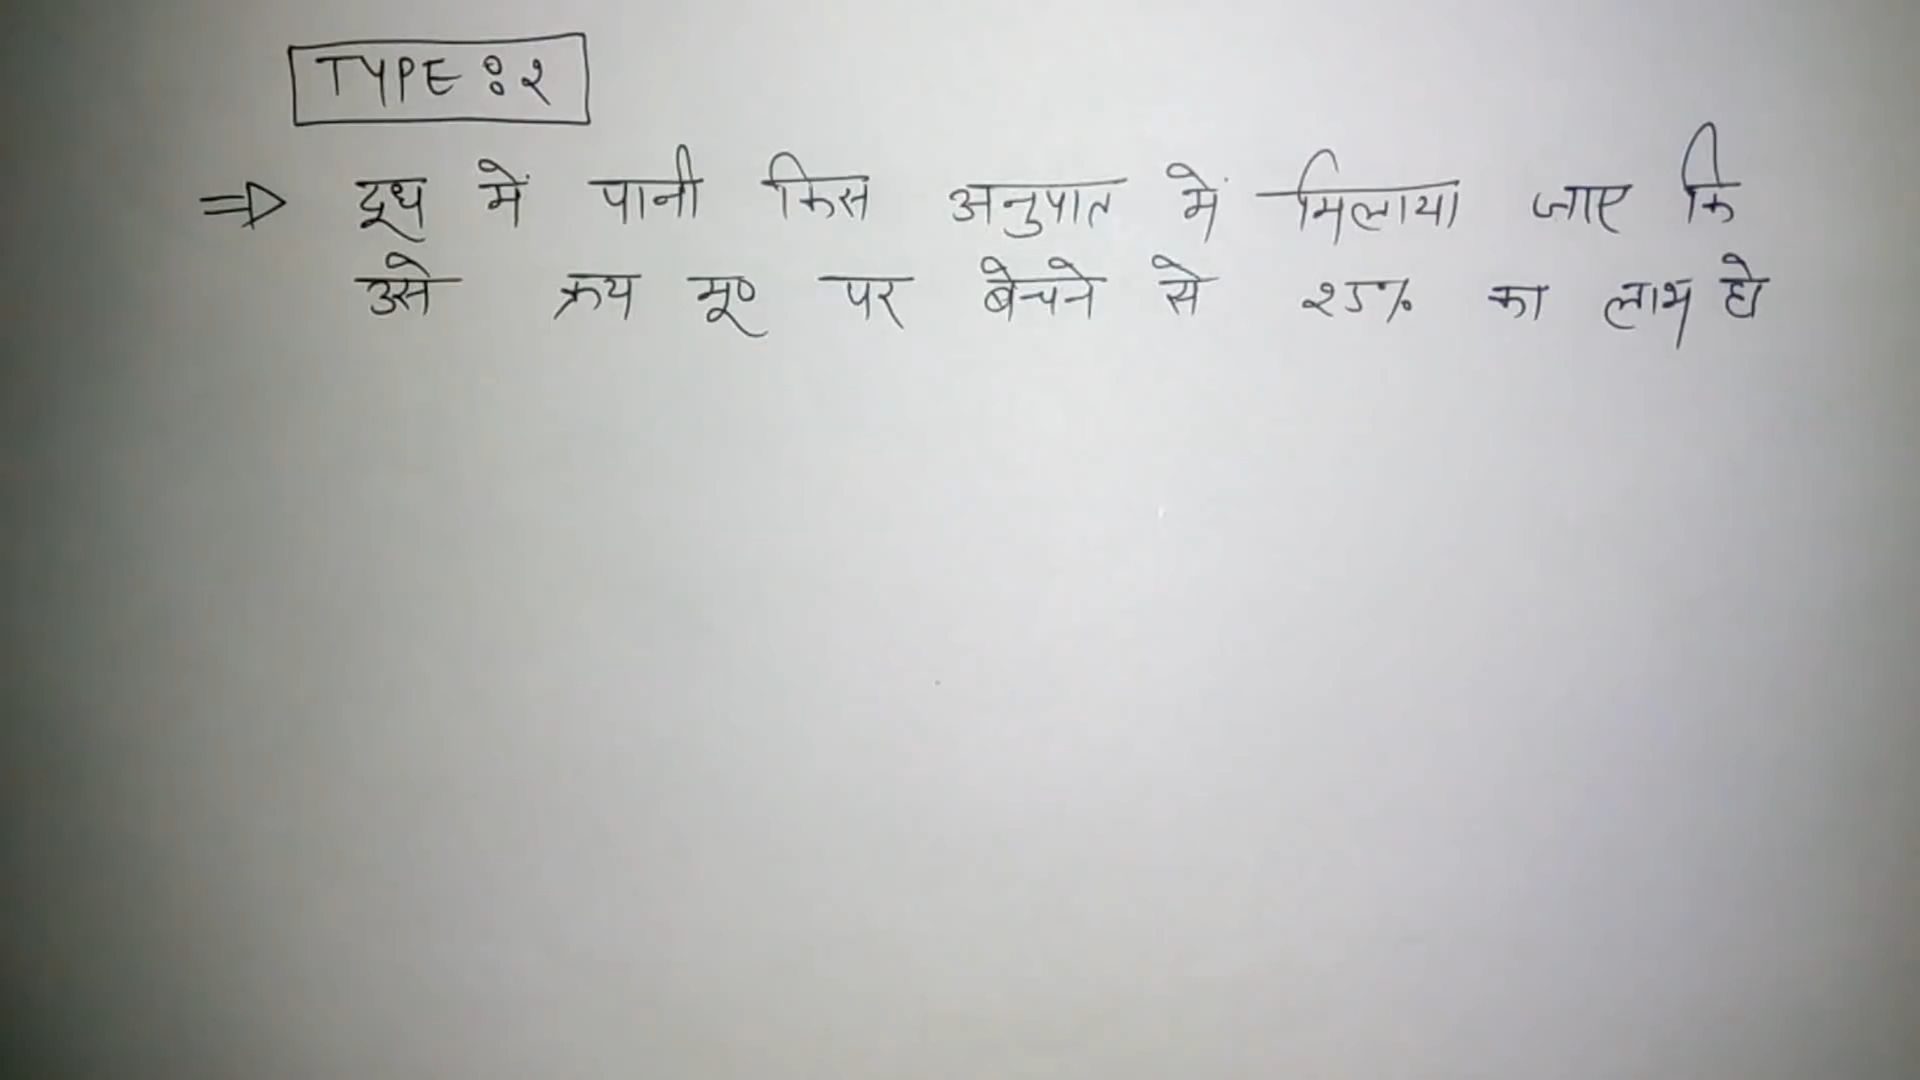 TYPE : २
⇒ दूध में पानी किस अनुपात में मिलाया जाए कि
उसे क्रय मू० पर बेचने से २५% का लाभ हो